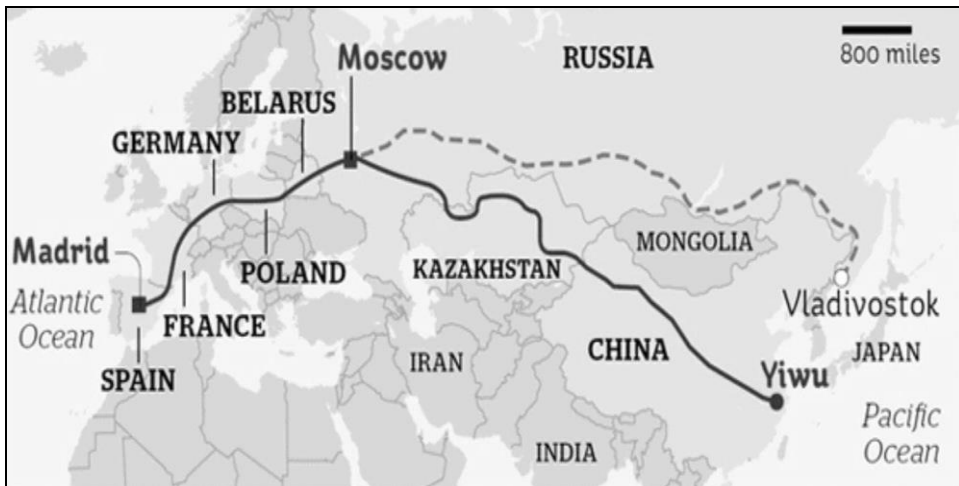 Moscow
RUSSIA
800 miles
BELARUS
GERMANY
Madrid
Atlantic
Ocean
POLAND
FRANCE
SPAIN
KAZAKHSTAN
MONGOLIA
Vladivostok
IRAN
CHINA
JAPAN
Yiwu
Pacific
Ocean
INDIA